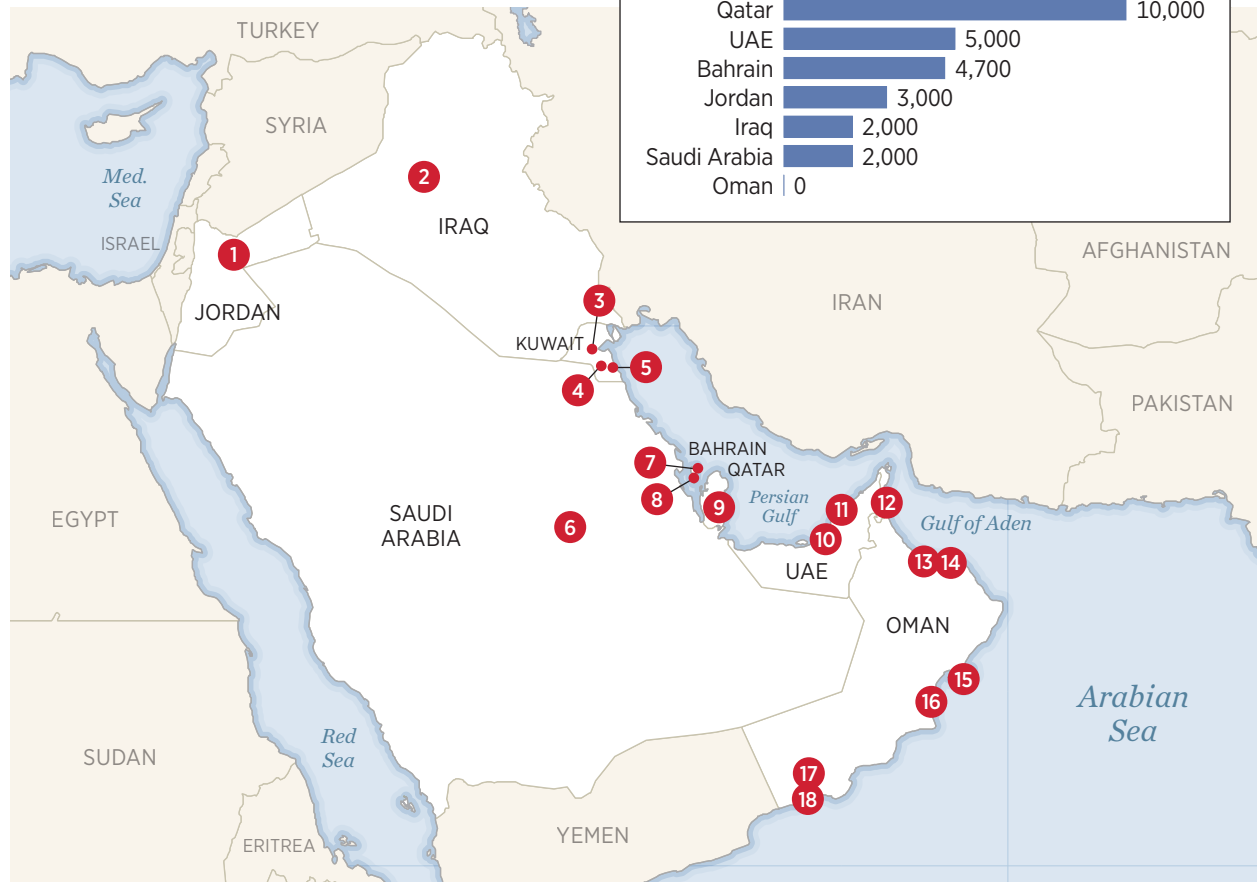 Qatar 10,000
UAE 5,000
Bahrain 4,700
Jordan 3,000
Iraq 2,000
Saudi Arabia 2,000
Oman 0
TURKEY
SYRIA
Med.
Sea
2
IRAQ
ISRAEL
1
JORDAN
AFGHANISTAN
IRAN
3
KUWAIT
4
5
PAKISTAN
BAHRAIN
7
QATAR
8
9
Persian
Gulf
11
12
10
EGYPT
SAUDI
ARABIA
6
Gulf of Aden
UAE
13
14
OMAN
15
16
Arabian
Sea
Red
Sea
SUDAN
17
18
YEMEN
ERITREA